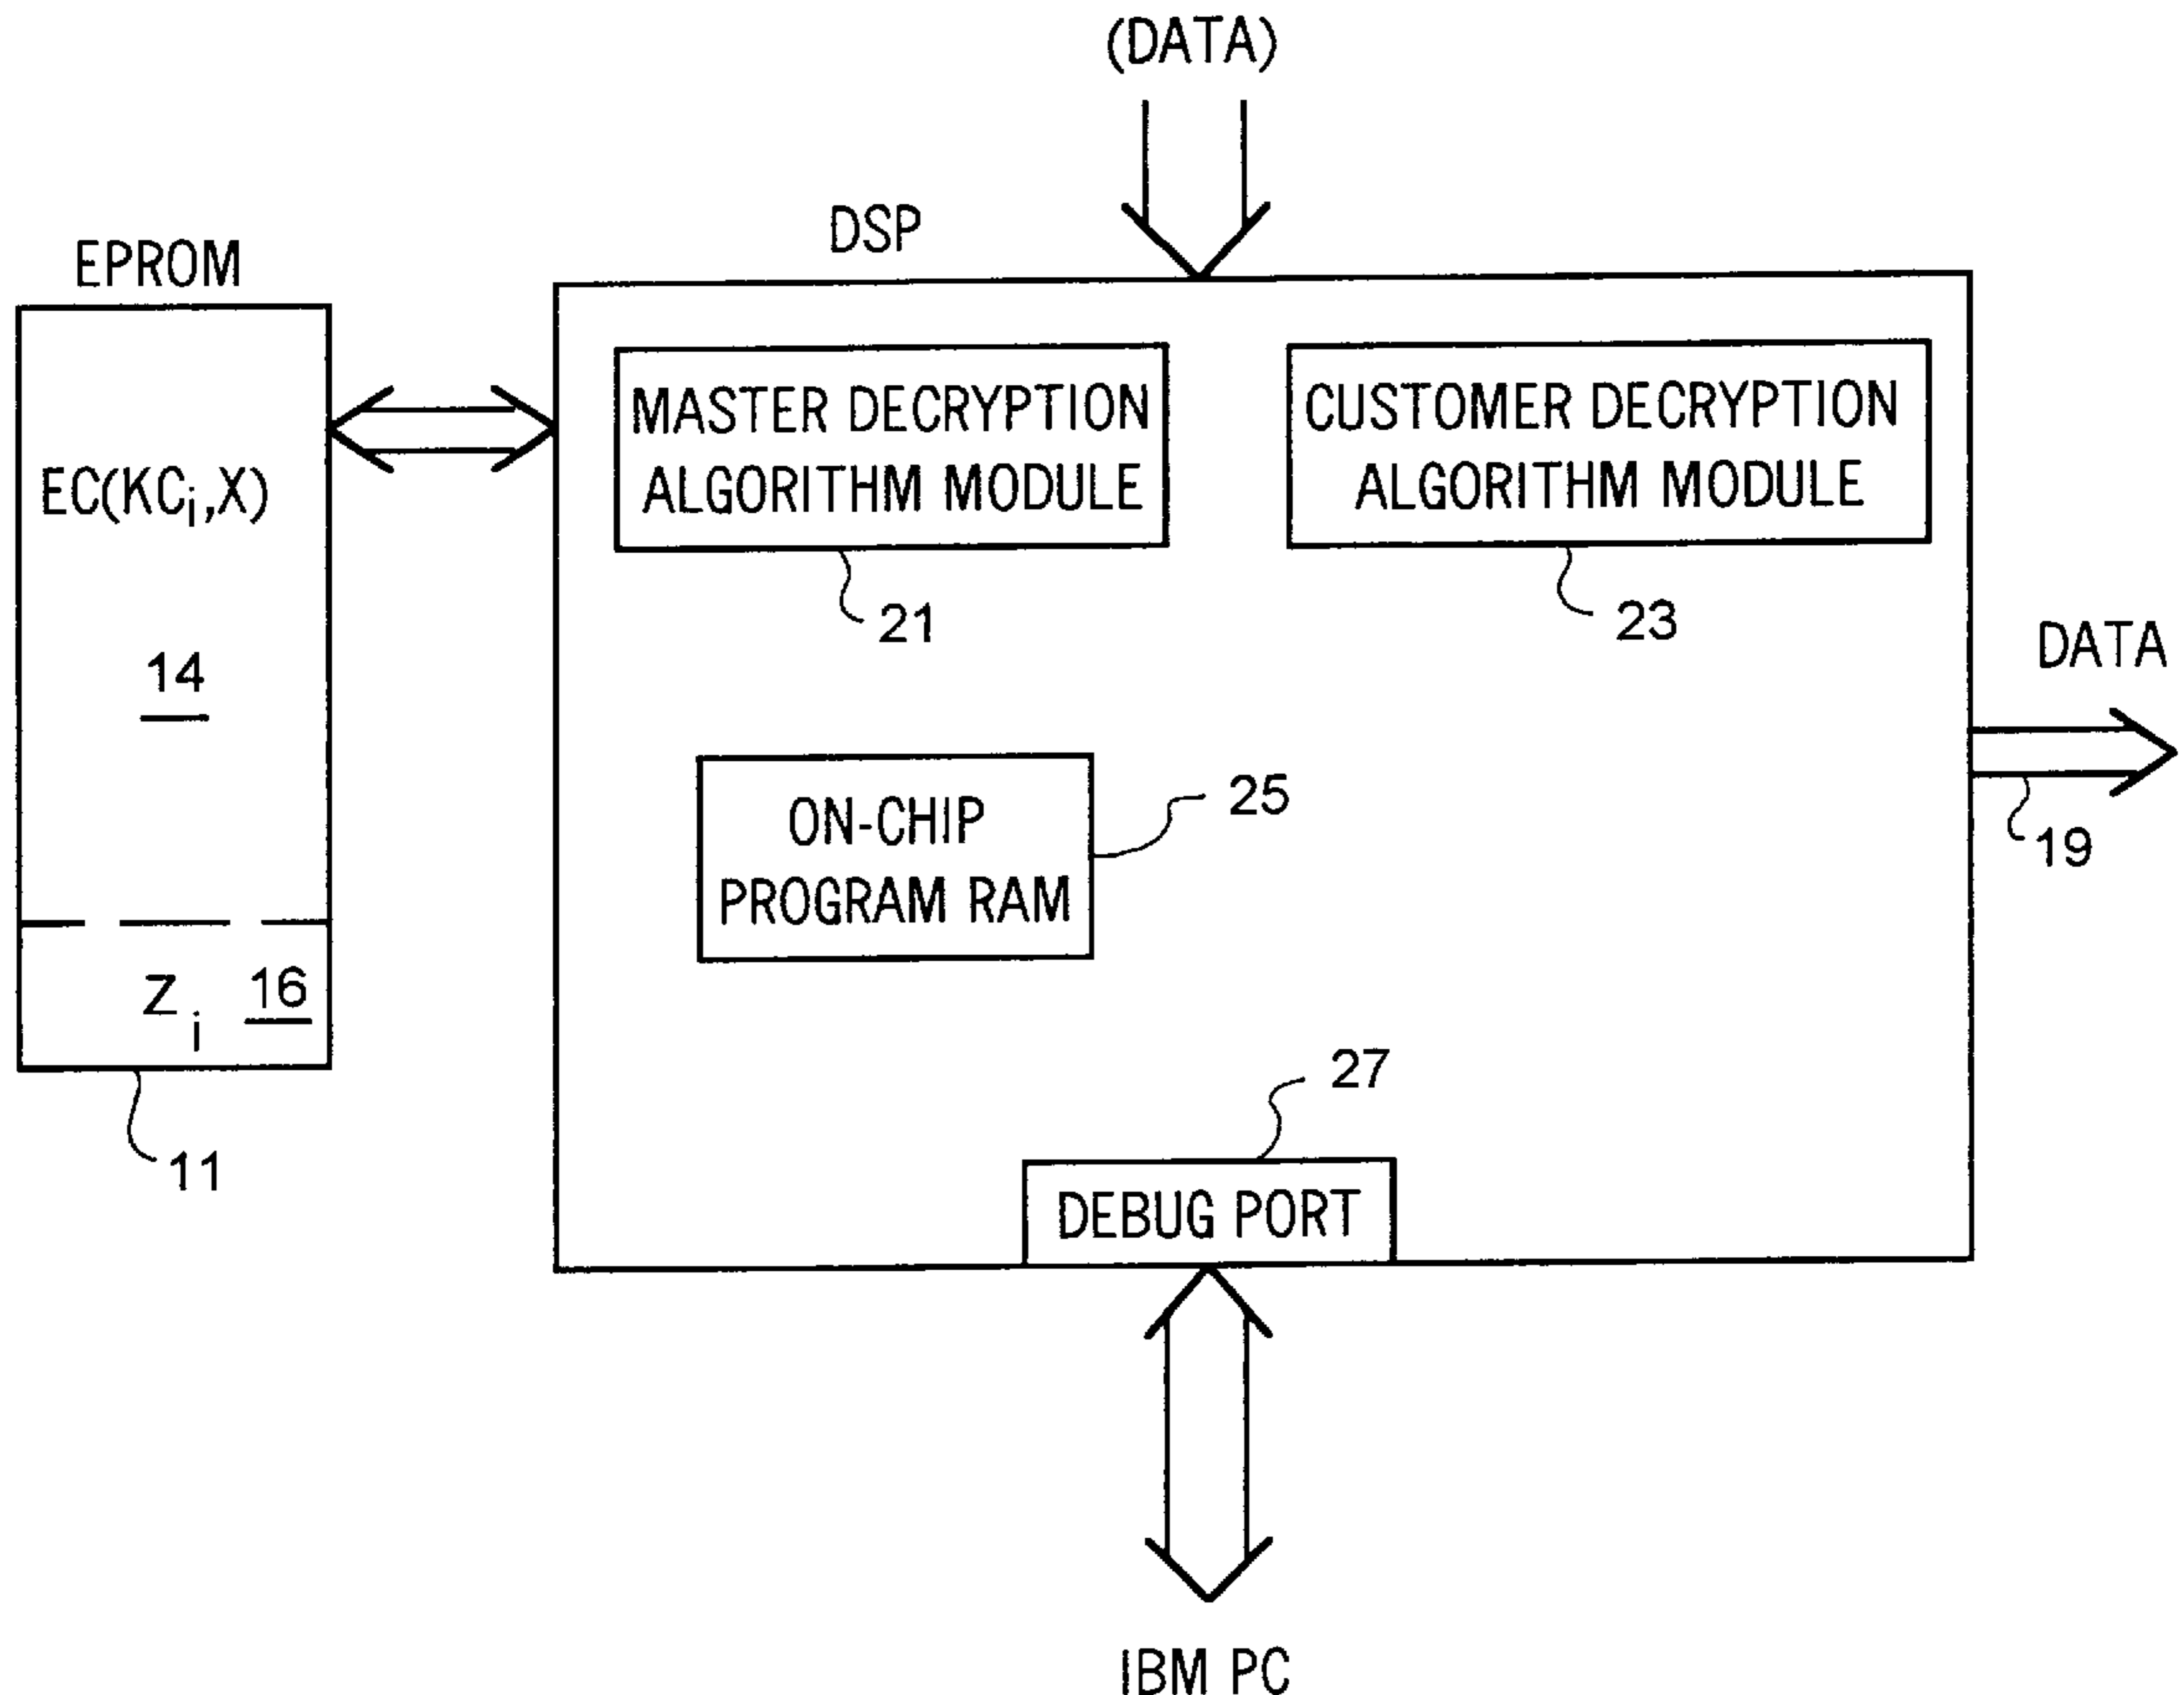 (DATA)
DSP
EPROM
MASTER DECRYPTION
ALGORITHM MODULE
CUSTOMER DECRYPTION
ALGORITHM MODULE
EC(KCi,X)
21
23
DATA
14
25
ON-CHIP
PROGRAM RAM
19
Zi 16
27
11
DEBUG PORT
IBM PC